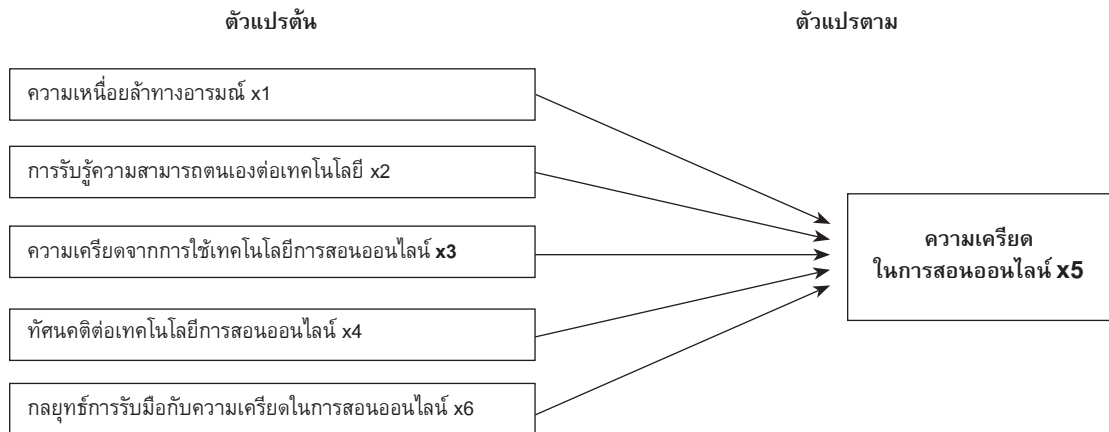 ตัวแปรต้น
ตัวแปรตาม
ความเหนื่อยล้าทางอารมณ์ x1
การรับรู้ความสามารถตนเองต่อเทคโนโลยี x2
ความเครียดจากการใช้เทคโนโลยีการสอนออนไลน์ x3
ทัศนคติต่อเทคโนโลยีการสอนออนไลน์ x4
กลยุทธ์การรับมือกับความเครียดในการสอนออนไลน์ x6
ความเครียด
ในการสอนออนไลน์ x5